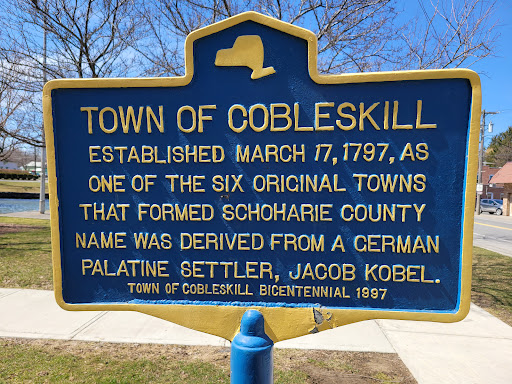 TOWN OF COBLESKILL
ESTABLISHED MARCH 17, 1797, AS
ONE OF THE SIX ORIGINAL TOWNS
THAT FORMED SCHOHARIE COUNTY
NAME WAS DERIVED FROM A GERMAN
PALATINE SETTLER, JACOB KOBEL.
TOWN OF COBLESKILL BICENTENNIAL 1997